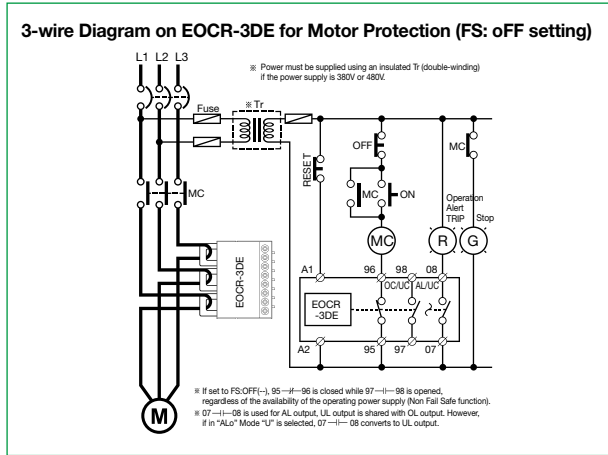 3-wire Diagram on EOCR-3DE for Motor Protection (FS: oFF setting)
L1 L2 L3
※ Power must be supplied using an insulated Tr (double-winding)
if the power supply is 380V or 480V.
Fuse
※ Tr
RESET
OFF
MC
MC
MC
ON
Operation
Alert
TRIP
Stop
MC
R
G
EOCR-3DE
A1
96
98
08
OC/UC
AL/UC
EOCR
-3DE
A2
95
97
07
M
※ If set to FS:OFF(--), 95 96 is closed while 97 98 is opened,
regardless of the availability of the operating power supply (Non Fail Safe function).
※ 07 08 is used for AL output, UL output is shared with OL output. However,
if in "ALo" Mode "U" is selected, 07 08 converts to UL output.